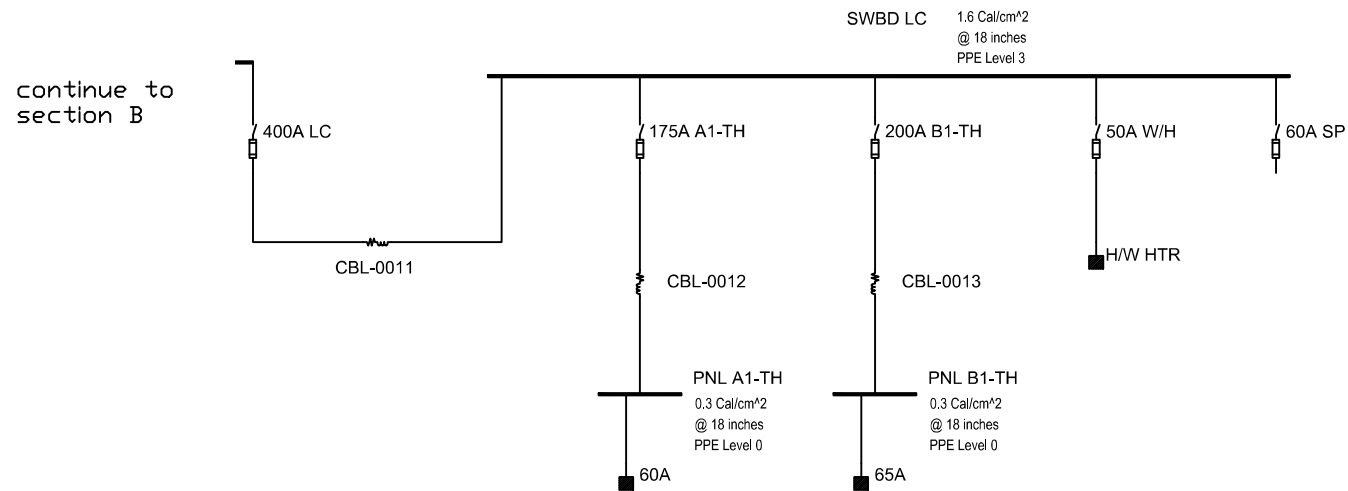 SWBD LC
1.6 Cal/cm^2
@ 18 inches
PPE Level 3
continue to
section B
400A LC
175A A1-TH
200A B1-TH
50A W/H
60A SP
CBL-0011
CBL-0012
CBL-0013
H/W HTR
PNL A1-TH
0.3 Cal/cm^2
@ 18 inches
PPE Level 0
PNL B1-TH
0.3 Cal/cm^2
@ 18 inches
PPE Level 0
60A
65A